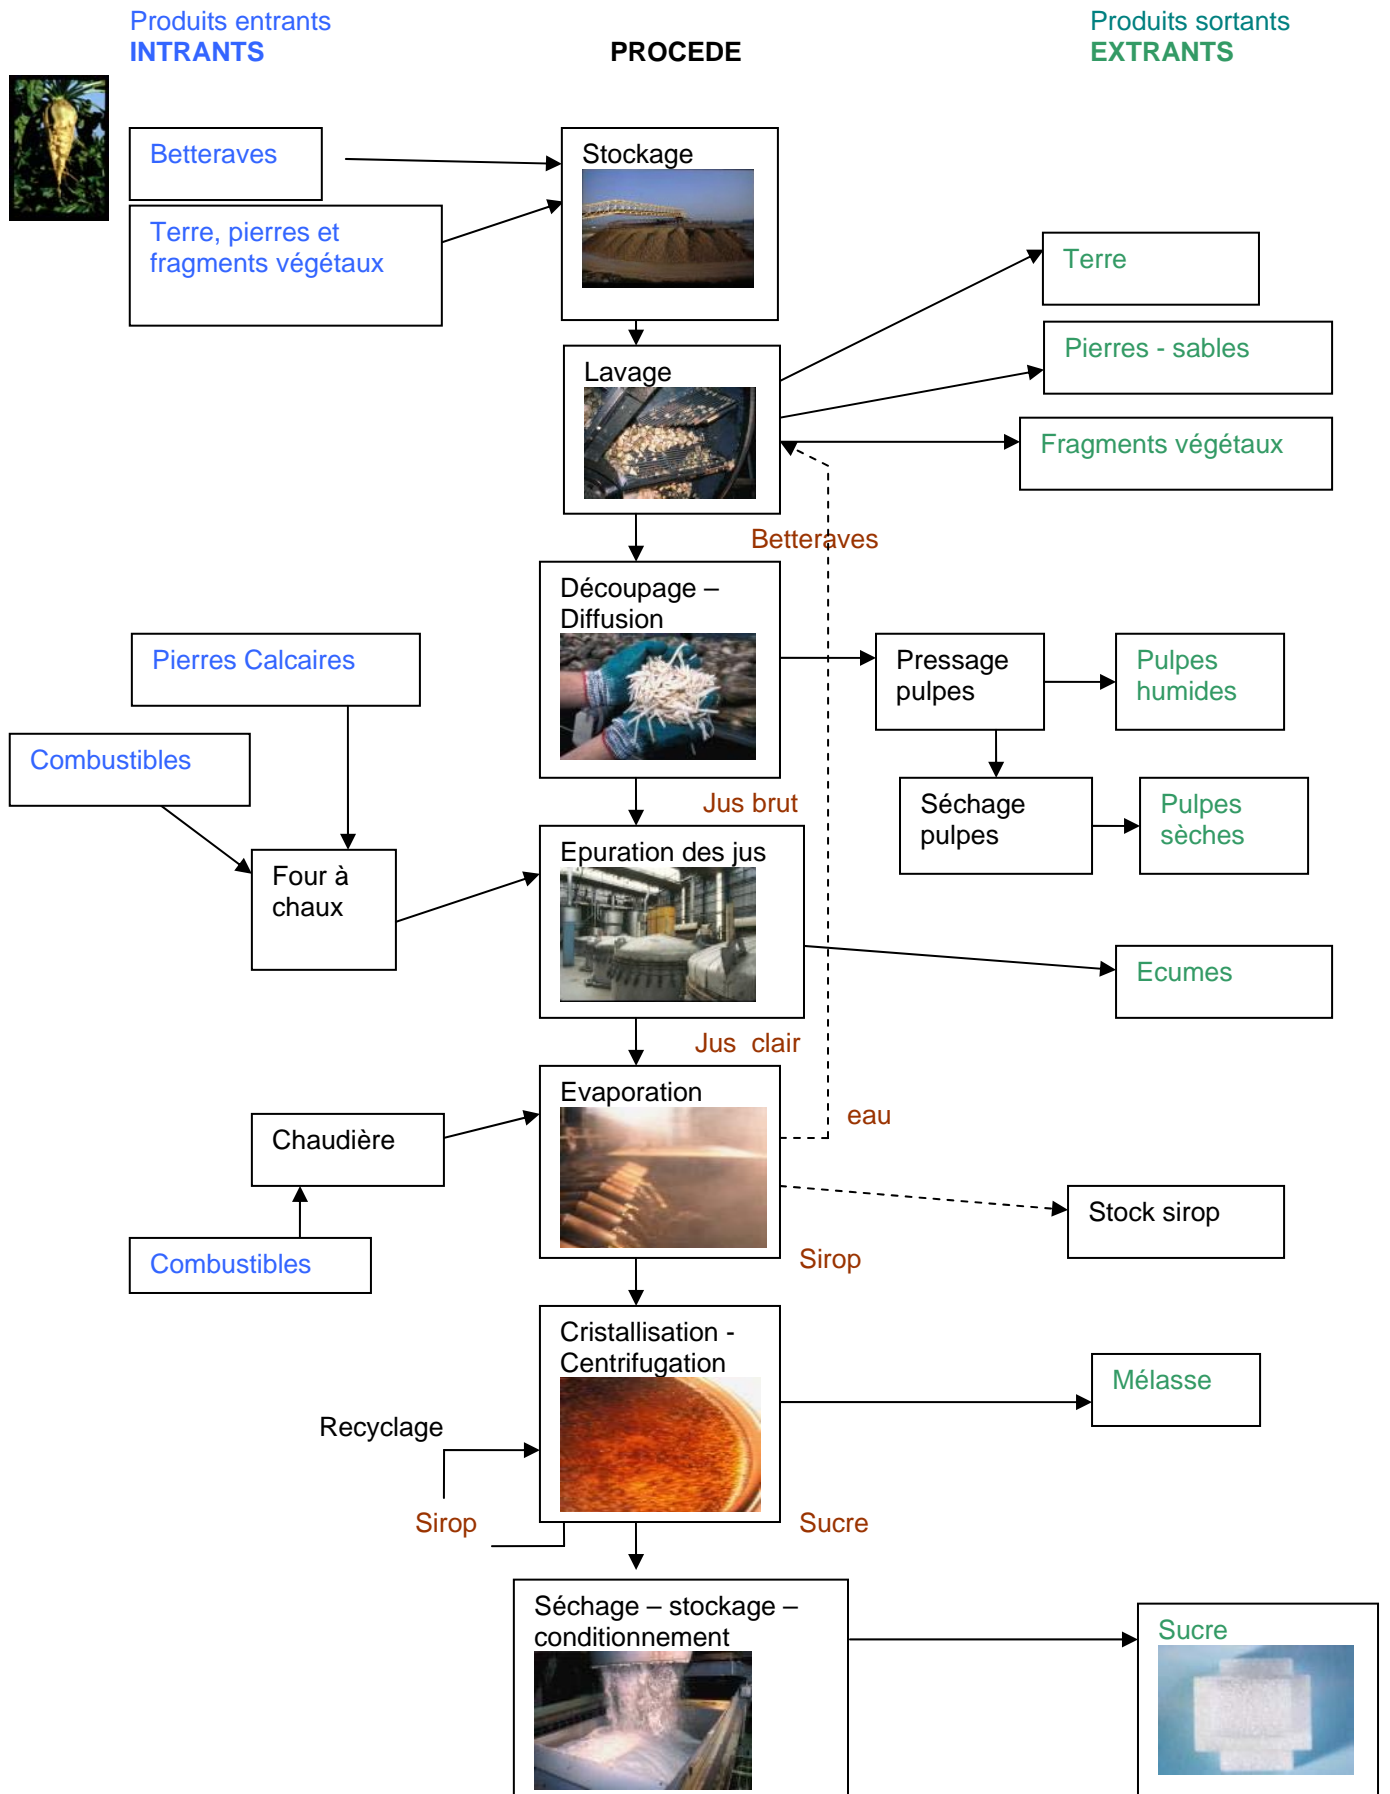 Produits entrants
INTRANTS
PROCEDE
Produits sortants
EXTRANTS
Betteraves
Stockage
Terre, pierres et
fragments végétaux
Terre
Pierres - sables
Lavage
Fragments végétaux
Betteraves
Découpage –
Diffusion
Pierres Calcaires
Pressage
pulpes
Pulpes
humides
Combustibles
Jus brut
Séchage
pulpes
Pulpes
sèches
Four à
chaux
Epuration des jus
Ecumes
Jus  clair
Evaporation
eau
Chaudière
Stock sirop
Combustibles
Sirop
Cristallisation -
Centrifugation
Mélasse
Recyclage
Sirop
Sucre
Séchage – stockage –
conditionnement
Sucre